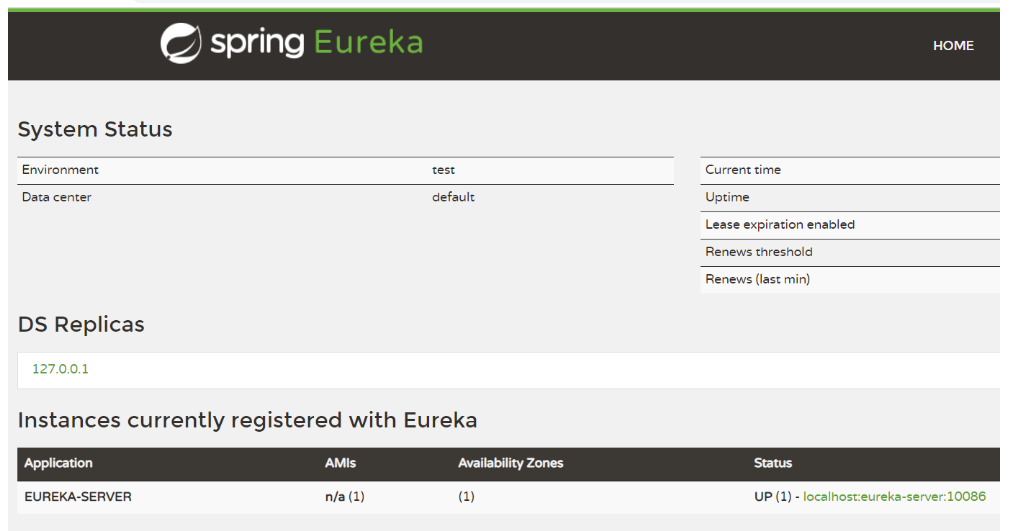 spring Eureka
HOME
System Status
Environment test
Data center default
Current time
Uptime
Lease expiration enabled
Renews threshold
Renews (last min)
DS Replicas
127.0.0.1
Instances currently registered with Eureka
Application AMIs Availability Zones Status
EUREKA-SERVER n/a (1) (1) UP (1) - localhost:eureka-server:10086